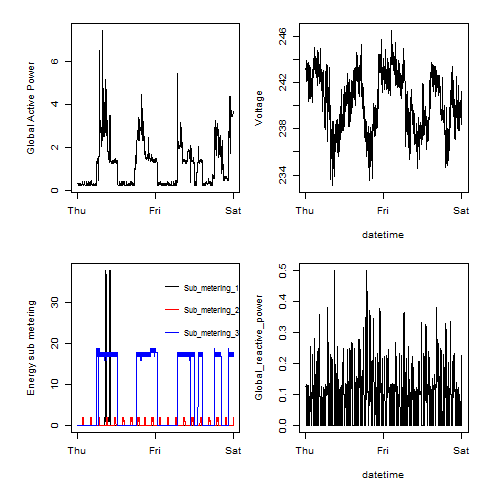 Global Active Power
6
4
2
0
Thu
Fri
Sat
Voltage
246
242
238
234
Thu
Fri
Sat
datetime
Energy sub metering
30
20
10
0
Sub_metering_1
Sub_metering_2
Sub_metering_3
Thu
Fri
Sat
Global_reactive_power
0.5
0.4
0.3
0.2
0.1
0.0
Thu
Fri
Sat
datetime